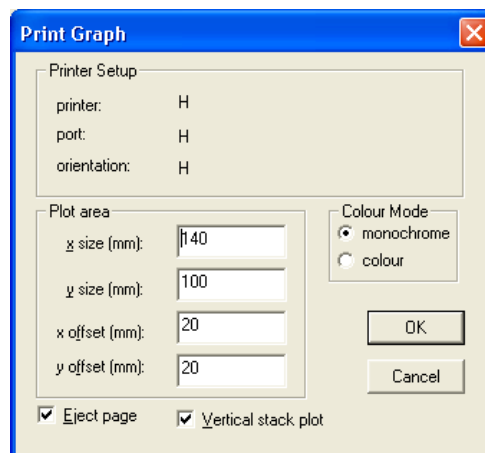 Print Graph
Printer Setup
printer: H
port: H
orientation: H
Plot area
x size (mm): 140
y size (mm): 100
x offset (mm): 20
y offset (mm): 20
Colour Mode
monochrome
colour
OK
Cancel
Eject page
Vertical stack plot